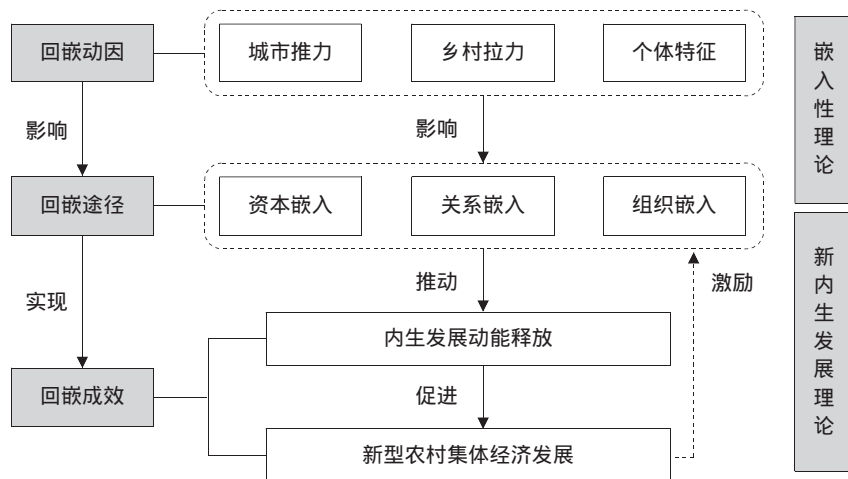 回嵌动因
城市推力
乡村拉力
个体特征
影响
影响
回嵌途径
资本嵌入
关系嵌入
组织嵌入
实现
推动
激励
内生发展动能释放
回嵌成效
促进
新型农村集体经济发展
嵌入性理论
新内生发展理论